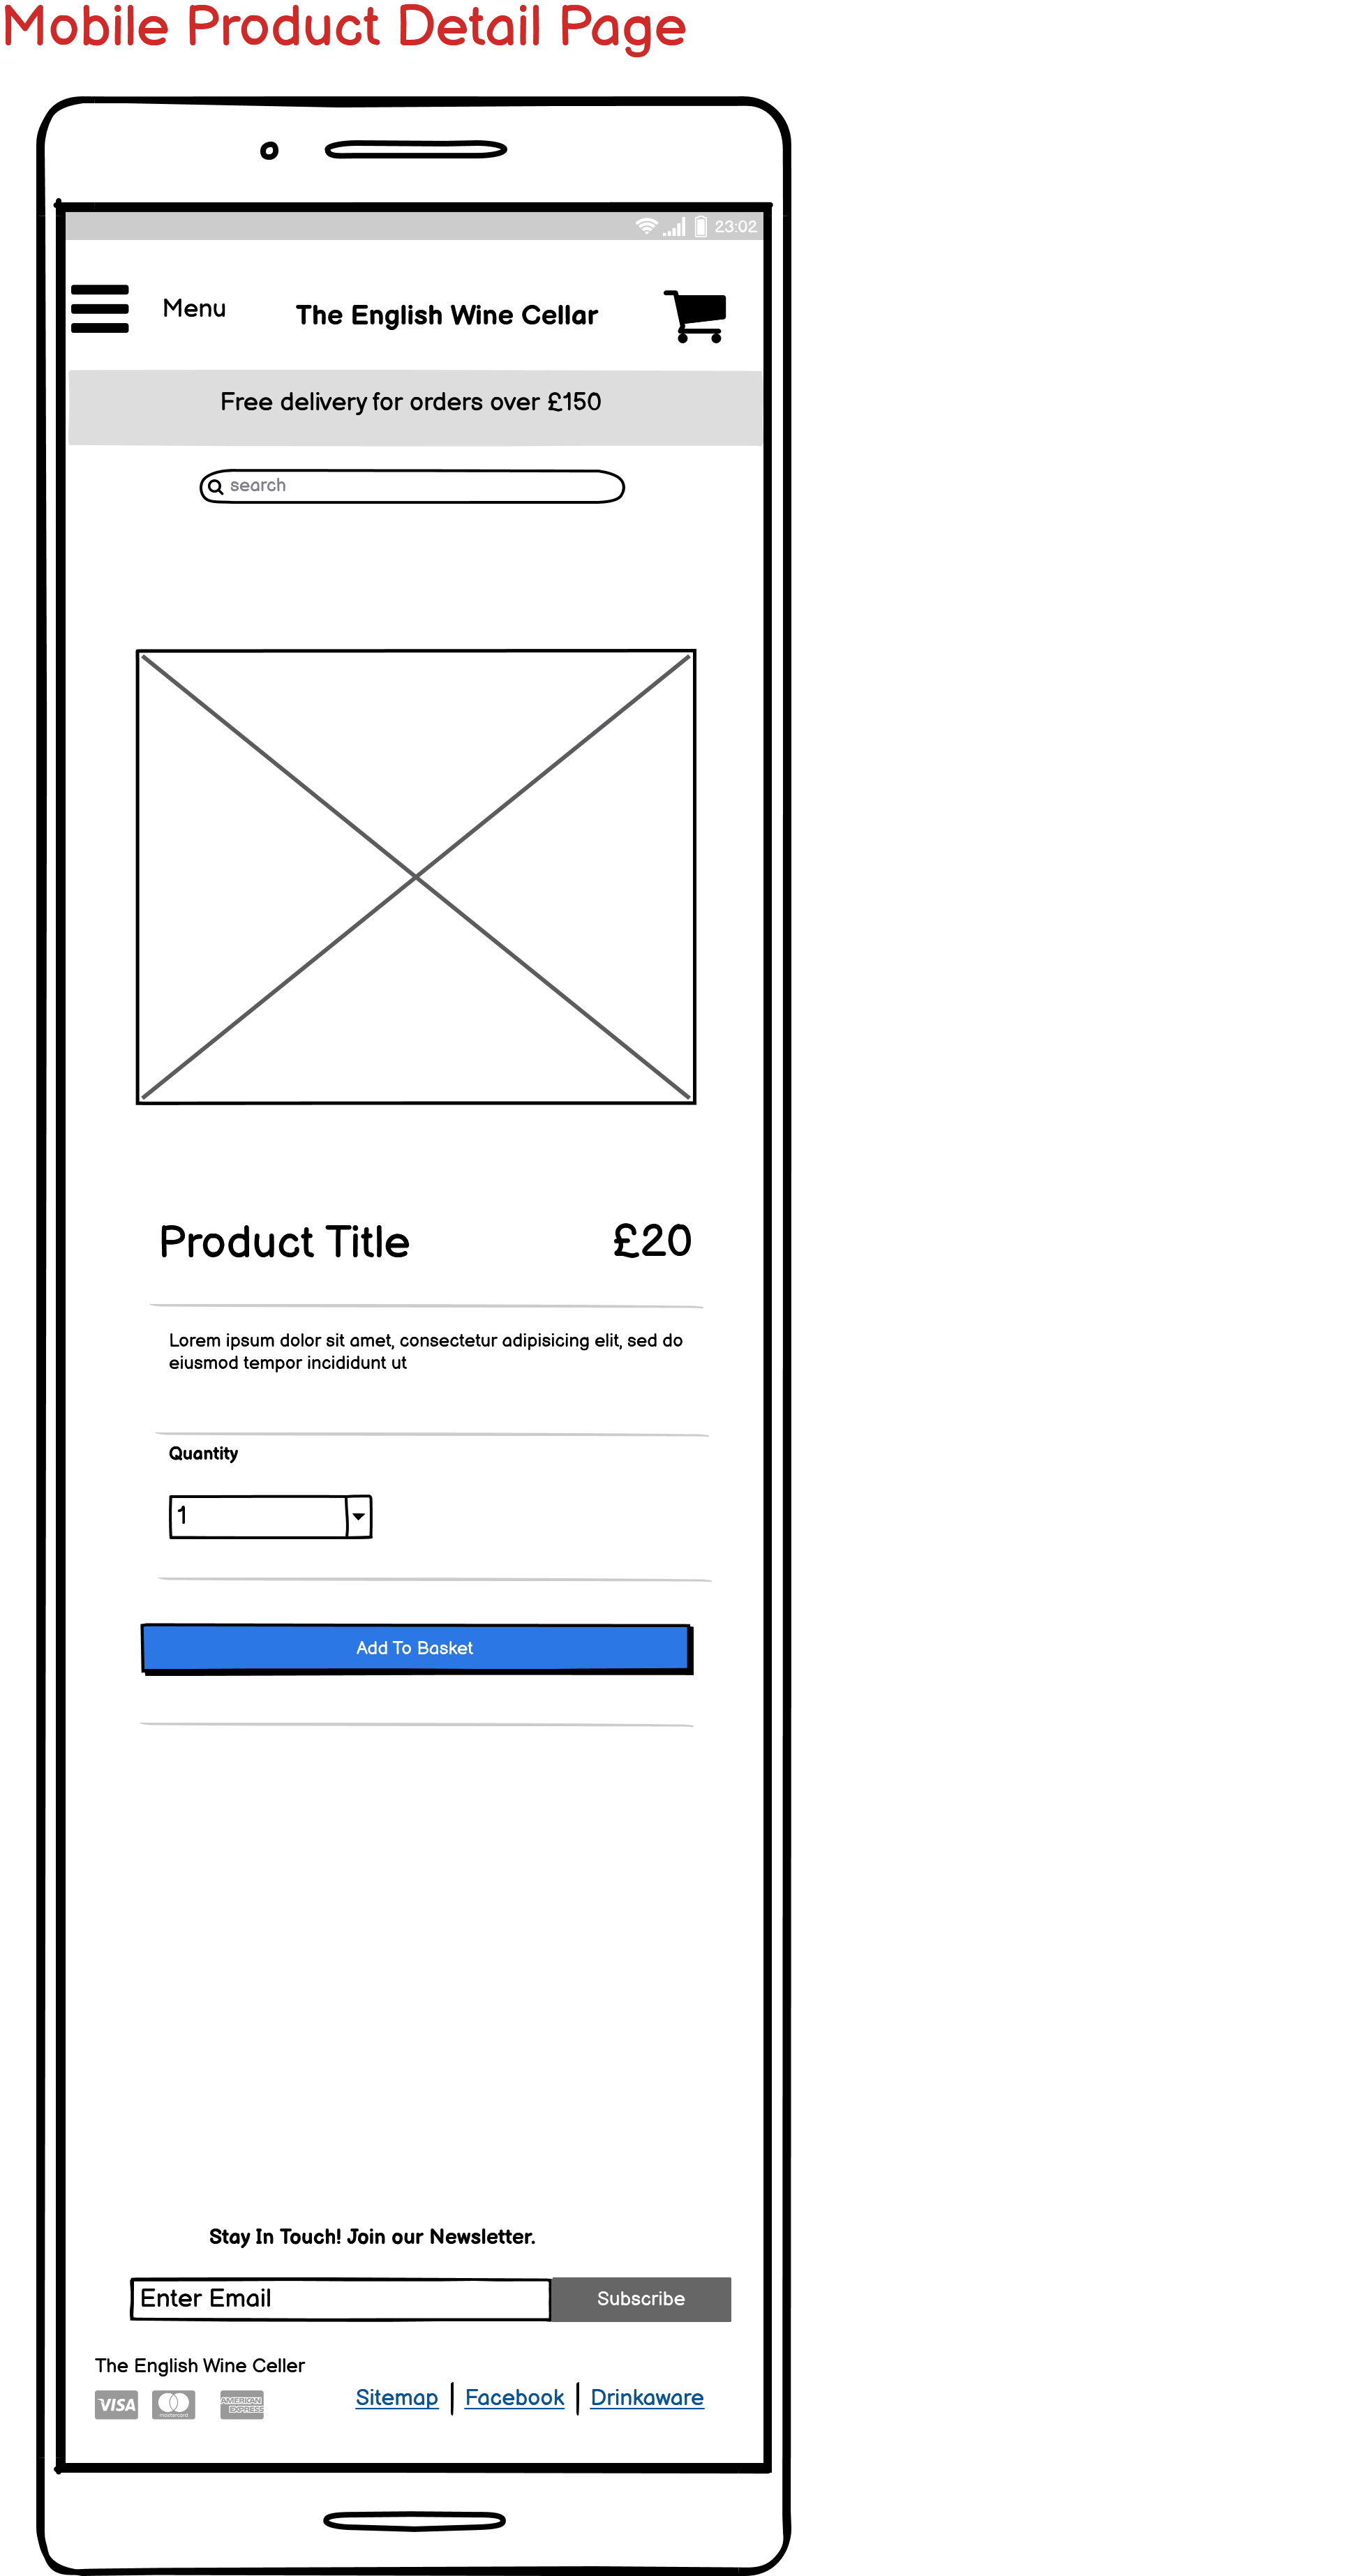 Mobile Product Detail Page
23:02
Menu
The English Wine Cellar
Free delivery for orders over £150
search
Product Title
£20
Lorem ipsum dolor sit amet, consectetur adipisicing elit, sed do
eiusmod tempor incididunt ut
Quantity
1
Add To Basket
Stay In Touch! Join our Newsletter.
Enter Email
Subscribe
The English Wine Celler
VISA
mastercard
AMERICAN
EXPRESS
Sitemap
Facebook
Drinkaware